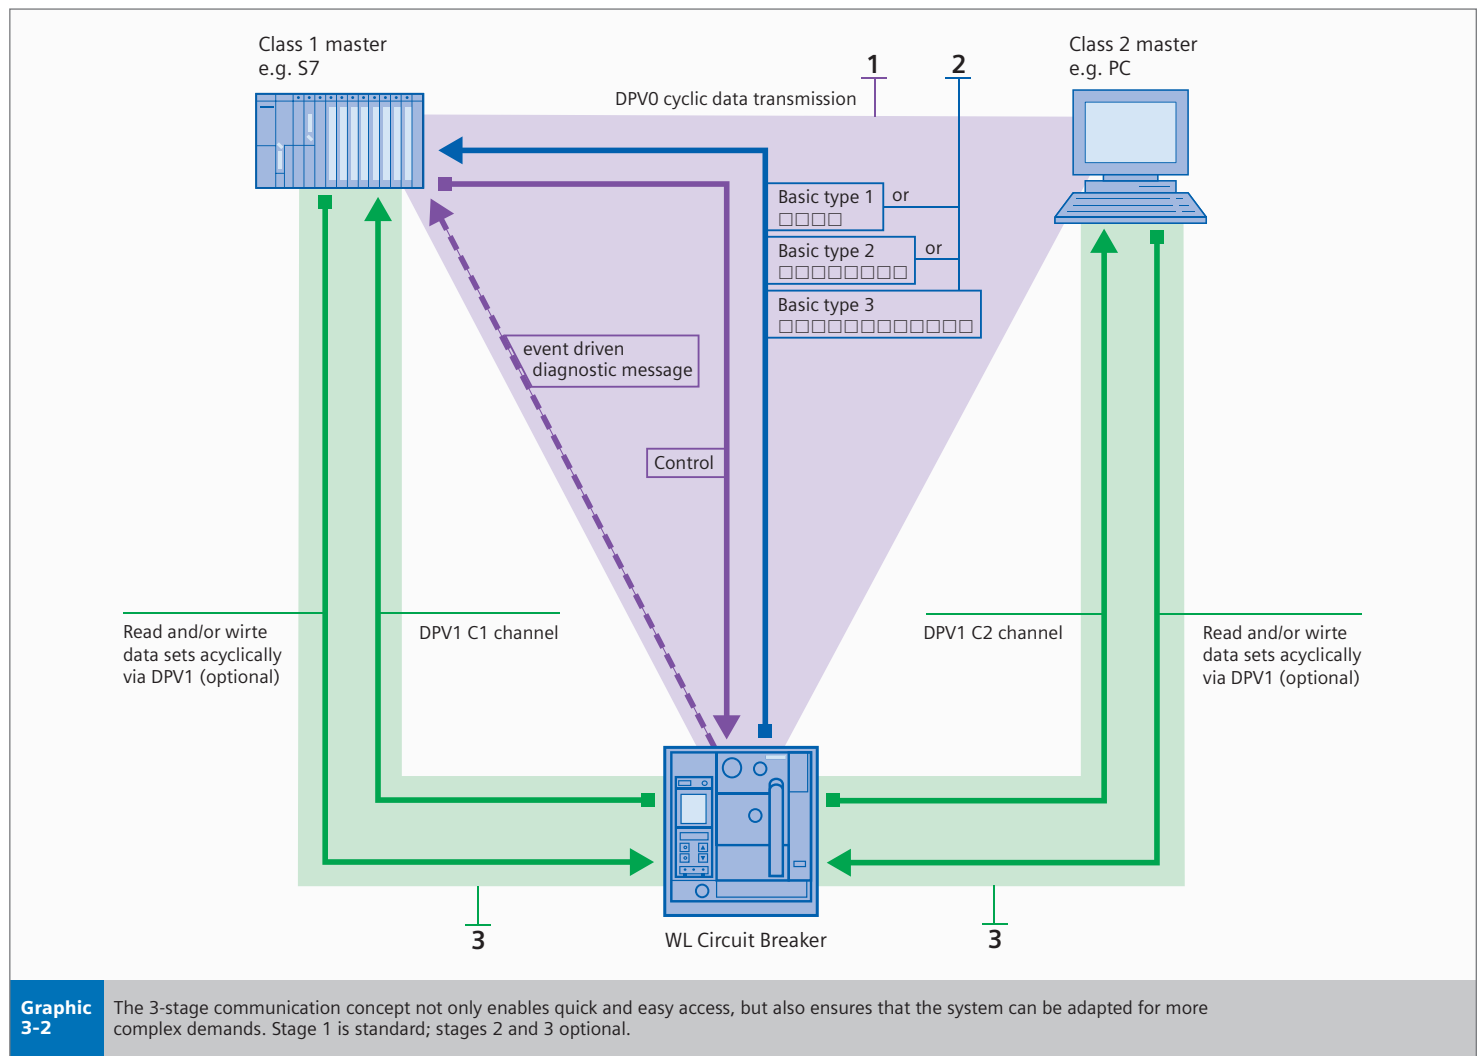 Class 1 master
e.g. S7
Class 2 master
e.g. PC
1
2
DPV0 cyclic data transmission
Basic type 1
or
Basic type 2
or
Basic type 3
event driven
diagnostic message
Control
Read and/or wirte
data sets acyclically
via DPV1 (optional)
DPV1 C1 channel
DPV1 C2 channel
Read and/or wirte
data sets acyclically
via DPV1 (optional)
3
WL Circuit Breaker
3
Graphic
3-2
The 3-stage communication concept not only enables quick and easy access, but also ensures that the system can be adapted for more
complex demands. Stage 1 is standard; stages 2 and 3 optional.